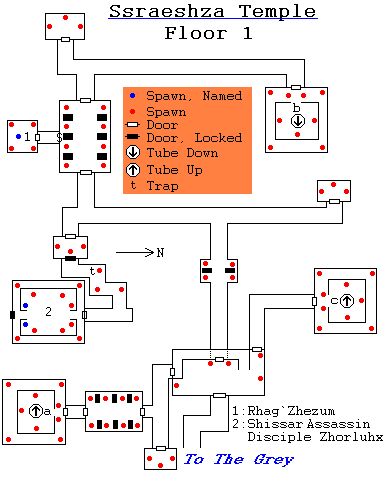 Ssraeshza Temple
Floor 1
Spawn, Named
Spawn
Door
Door, Locked
Tube Down
Tube Up
t Trap
b
1
$
N
t
2
c
a
1:Rhag`Zhezum
2:Shissar Assassin
Disciple Zhorluhx
To The Grey